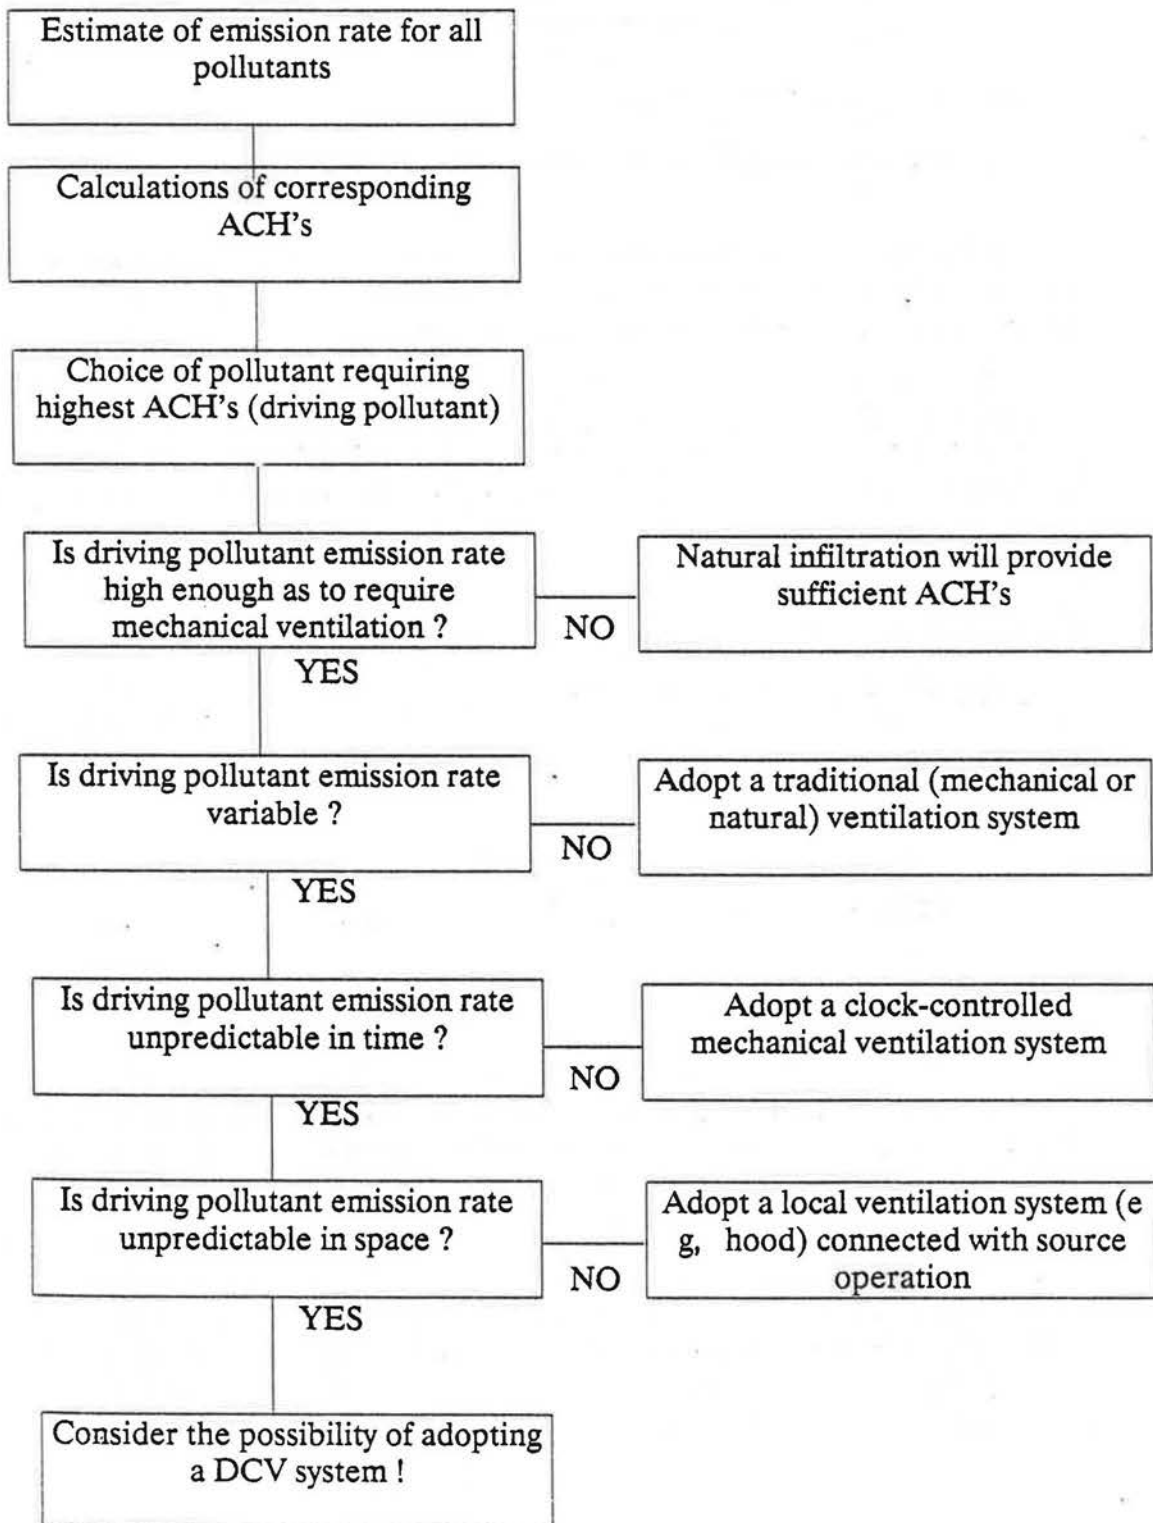 Estimate of emission rate for all
pollutants
Calculations of corresponding
ACH's
Choice of pollutant requiring
highest ACH's (driving pollutant)
Is driving pollutant emission rate
high enough as to require
mechanical ventilation ?
NO
Natural infiltration will provide
sufficient ACH's
YES
Is driving pollutant emission rate
variable ?
NO
Adopt a traditional (mechanical or
natural) ventilation system
YES
Is driving pollutant emission rate
unpredictable in time ?
NO
Adopt a clock-controlled
mechanical ventilation system
YES
Is driving pollutant emission rate
unpredictable in space ?
NO
Adopt a local ventilation system (e
g, hood) connected with source
operation
YES
Consider the possibility of adopting
a DCV system !